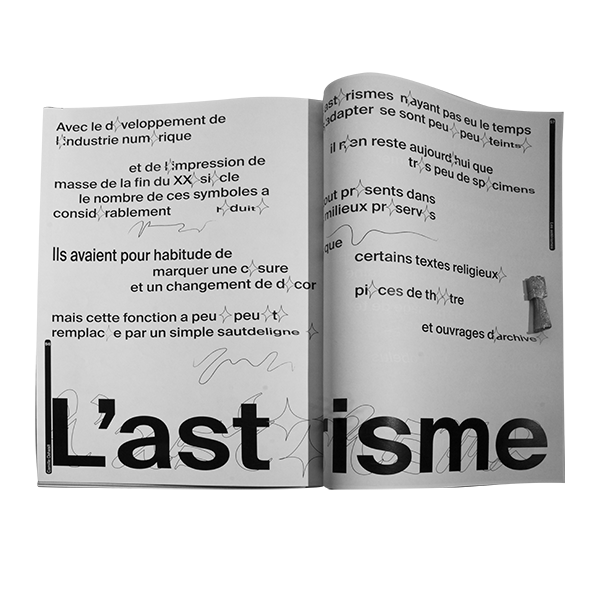 Avec le d✧veloppement de
l✧industrie num✧rique
et de l✧impression de
masse de la fin du XX✧ si✧cle
le nombre de ces symboles a
consid✧rablement r✧duit✧
Ils avaient pour habitude de
marquer une c✧sure
et un changement de d✧cor
mais cette fonction a peu ✧ peu ✧t✧
remplac✧e par un simple sautdeligne ✧
ast✧rismes n✧ayant pas eu le temps
adapter se sont peu ✧ peu ✧teints✧
il n✧en reste aujourd✧hui que
tr✧s peu de sp✧cimens
out pr✧sents dans
milieux pr✧serv✧s
que
certains textes religieux✧
pi✧ces de th✧✧tre
et ouvrages d✧archive✧
L'ast✧risme